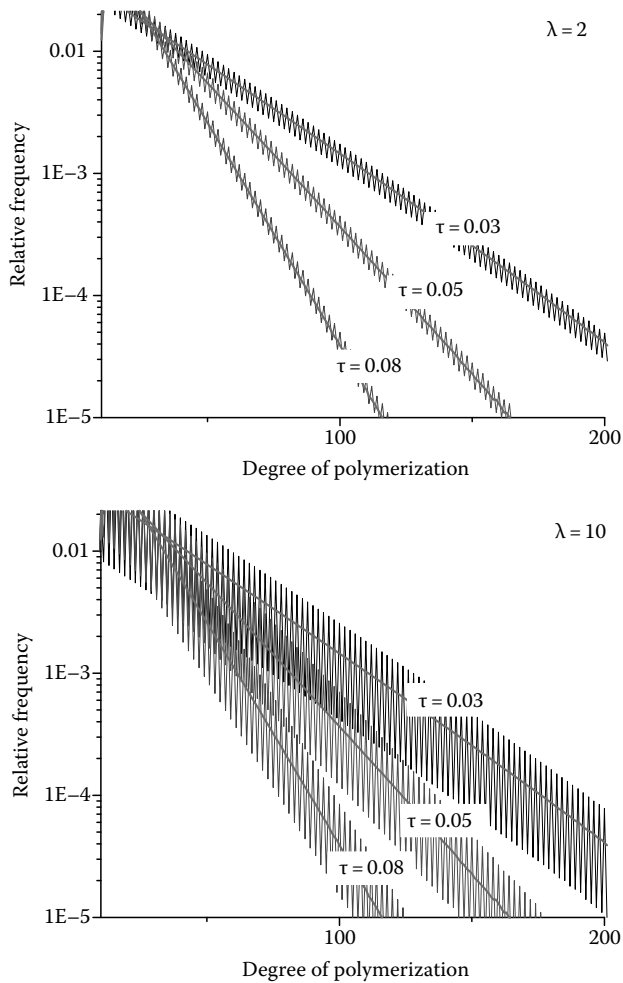 λ = 2
0.01
1E−3
1E−4
1E−5
Relative frequency
τ = 0.03
τ = 0.05
τ = 0.08
100
200
Degree of polymerization
λ = 10
0.01
1E−3
1E−4
1E−5
Relative frequency
τ = 0.03
τ = 0.05
τ = 0.08
100
200
Degree of polymerization